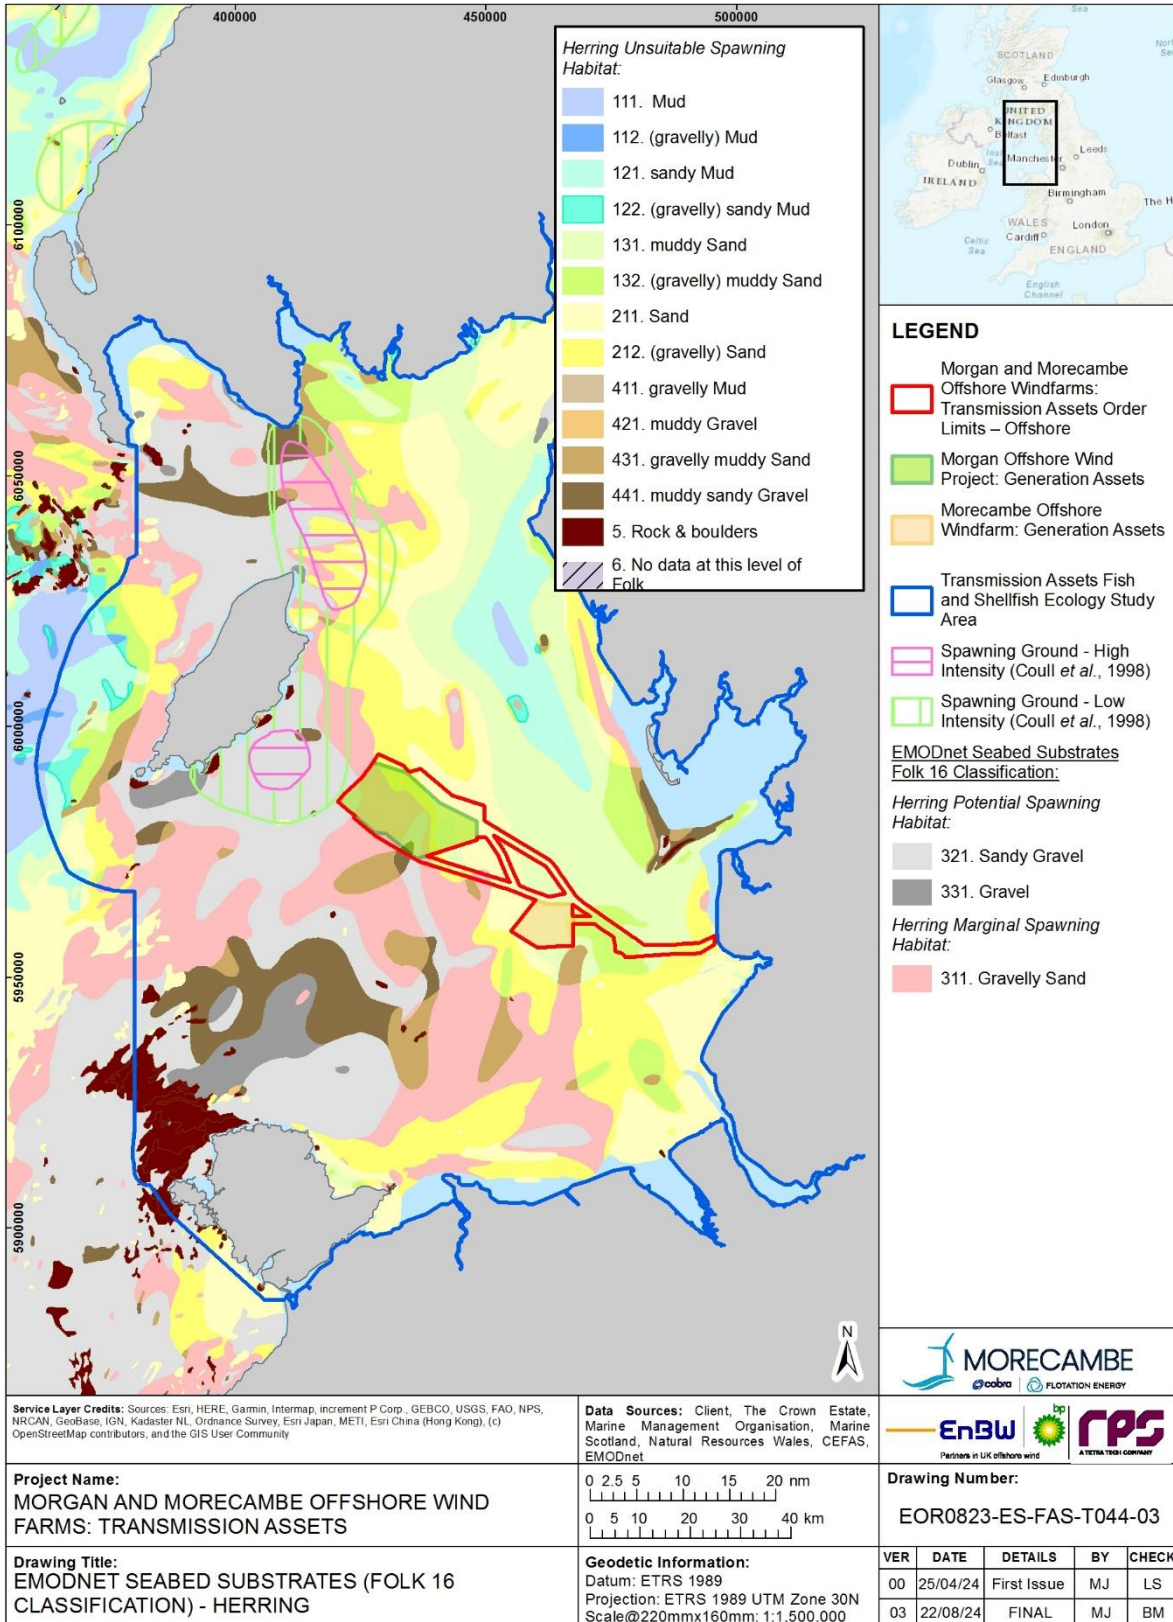 400000
450000
500000
6100000
6050000
6000000
5950000
5900000
Herring Unsuitable Spawning
Habitat:
111. Mud
112. (gravelly) Mud
121. sandy Mud
122. (gravelly) sandy Mud
131. muddy Sand
132. (gravelly) muddy Sand
211. Sand
212. (gravelly) Sand
411. gravelly Mud
421. muddy Gravel
431. gravelly muddy Sand
441. muddy sandy Gravel
5. Rock & boulders
6. No data at this level of
Folk
N
Sea
SCOTLAND
Glasgow
Edinburgh
UNITED
KINGDOM
Belfast
Leeds
Dublin
Sea
Manchester
IRELAND
Birmingham
The H
WALES
London
Cardiff
Celtic
Sea
ENGLAND
English
Channel
LEGEND
Morgan and Morecambe
Offshore Windfarms:
Transmission Assets Order
Limits – Offshore
Morgan Offshore Wind
Project: Generation Assets
Morecambe Offshore
Windfarm: Generation Assets
Transmission Assets Fish
and Shellfish Ecology Study
Area
Spawning Ground - High
Intensity (Coull et al., 1998)
Spawning Ground - Low
Intensity (Coull et al., 1998)
EMODnet Seabed Substrates
Folk 16 Classification:
Herring Potential Spawning
Habitat:
321. Sandy Gravel
331. Gravel
Herring Marginal Spawning
Habitat:
311. Gravelly Sand
MORECAMBE
cobra FLOTATION ENERGY
EnBW
Partners in UK offshore wind
bp
rps
A TETRA TECH COMPANY
Service Layer Credits: Sources: Esri, HERE, Garmin, Intermap, increment P Corp., GEBCO, USGS, FAO, NPS,
NRCAN, GeoBase, IGN, Kadaster NL, Ordnance Survey, Esri Japan, METI, Esri China (Hong Kong), (c)
OpenStreetMap contributors, and the GIS User Community
Data Sources: Client, The Crown Estate,
Marine Management Organisation, Marine
Scotland, Natural Resources Wales, CEFAS,
EMODnet
Project Name:
MORGAN AND MORECAMBE OFFSHORE WIND
FARMS: TRANSMISSION ASSETS
0 2.5 5 10 15 20 nm
0 5 10 20 30 40 km
Drawing Number:
EOR0823-ES-FAS-T044-03
Drawing Title:
EMODNET SEABED SUBSTRATES (FOLK 16
CLASSIFICATION) - HERRING
Geodetic Information:
Datum: ETRS 1989
Projection: ETRS 1989 UTM Zone 30N
Scale@220mmx160mm: 1:1,500,000
VER DATE DETAILS BY CHECK
00 25/04/24 First Issue MJ LS
03 22/08/24 FINAL MJ BM